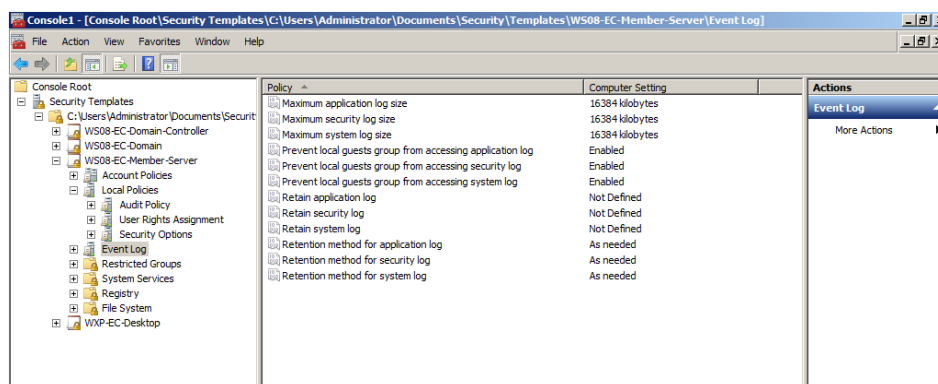 Console1 - [Console Root\Security Templates\C:\Users\Administrator\Documents\Security\Templates\WS08-EC-Member-Server\Event Log]
File Action View Favorites Window Help
Console Root
Security Templates
C:\Users\Administrator\Documents\Securit
WS08-EC-Domain-Controller
WS08-EC-Domain
WS08-EC-Member-Server
Account Policies
Local Policies
Audit Policy
User Rights Assignment
Security Options
Event Log
Restricted Groups
System Services
Registry
File System
WXP-EC-Desktop
Policy Computer Setting
Maximum application log size 16384 kilobytes
Maximum security log size 16384 kilobytes
Maximum system log size 16384 kilobytes
Prevent local guests group from accessing application log Enabled
Prevent local guests group from accessing security log Enabled
Prevent local guests group from accessing system log Enabled
Retain application log Not Defined
Retain security log Not Defined
Retain system log Not Defined
Retention method for application log As needed
Retention method for security log As needed
Retention method for system log As needed
Actions
Event Log
More Actions